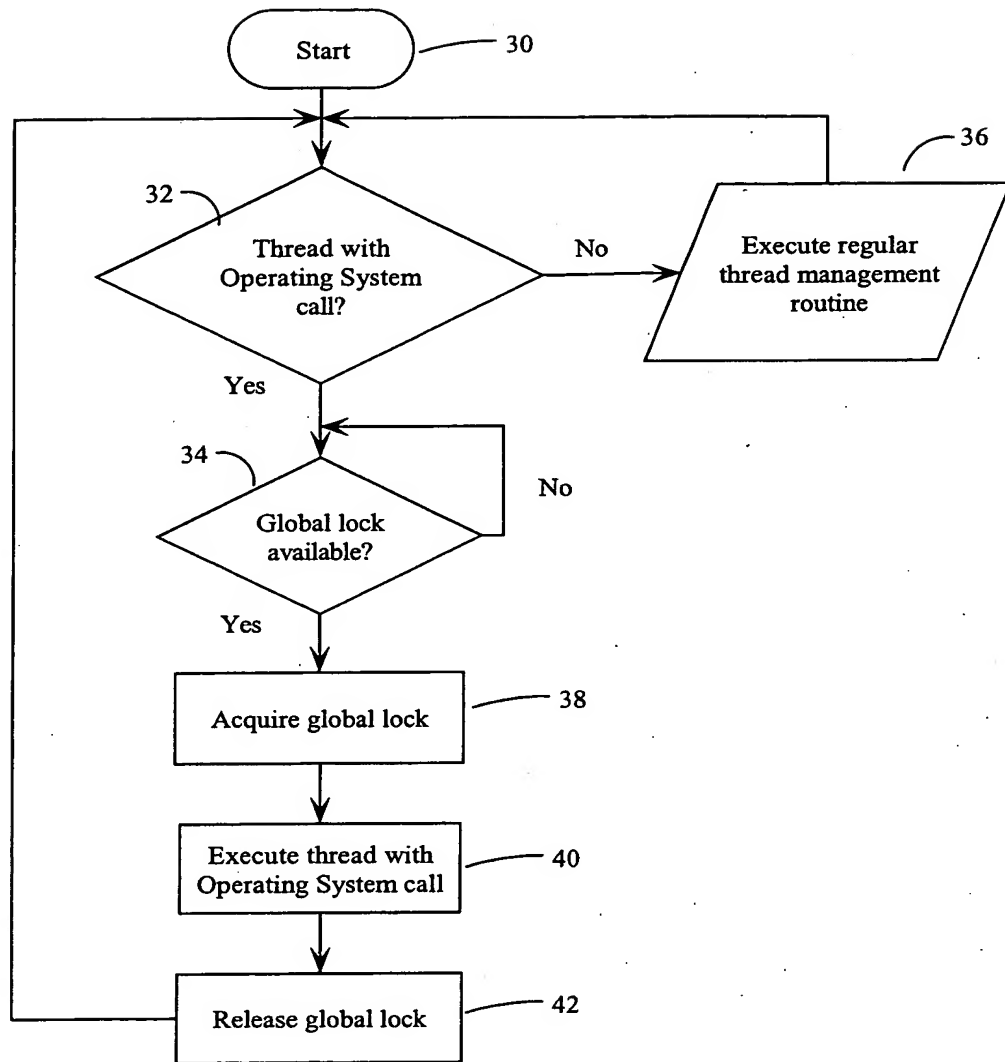 Start
30
36
32
Thread with
Operating System
call?
No
Execute regular
thread management
routine
Yes
34
No
Global lock
available?
Yes
Acquire global lock
38
Execute thread with
Operating System call
40
Release global lock
42